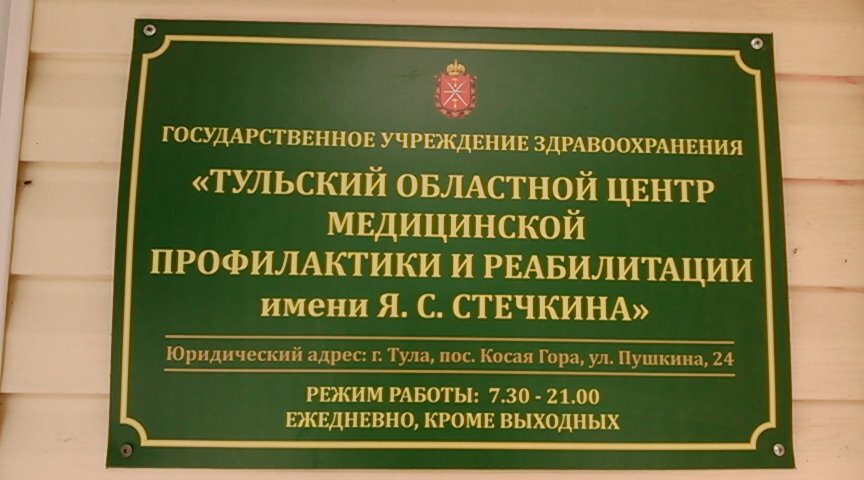 ГОСУДАРСТВЕННОЕ УЧРЕЖДЕНИЕ ЗДРАВООХРАНЕНИЯ
«ТУЛЬСКИЙ ОБЛАСТНОЙ ЦЕНТР
МЕДИЦИНСКОЙ
ПРОФИЛАКТИКИ И РЕАБИЛИТАЦИИ
имени Я. С. СТЕЧКИНА»
Юридический адрес: г. Тула, пос. Косая Гора, ул. Пушкина, 24
РЕЖИМ РАБОТЫ: 7.30 - 21.00
ЕЖЕДНЕВНО, КРОМЕ ВЫХОДНЫХ